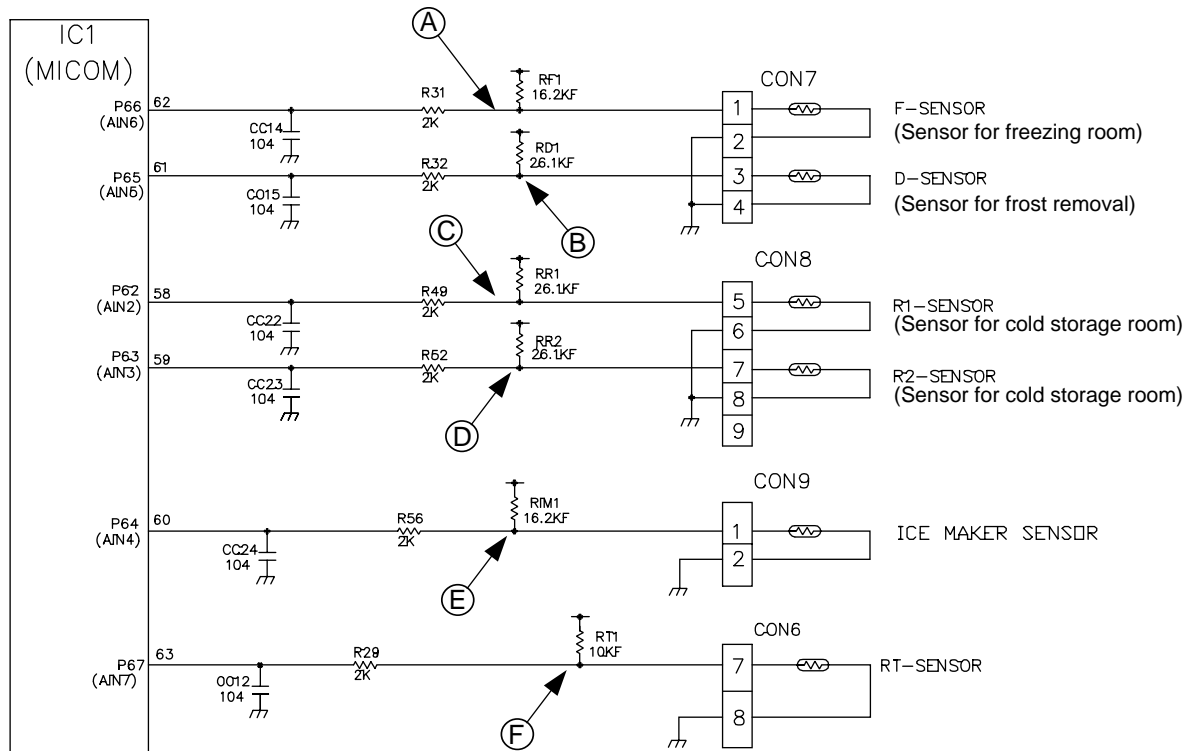 IC1
(MICOM)
A
P66
(AIN6)
62
CC14
104
R31
2K
RF1
16.2KF
CON7
1
2
3
4
F-SENSOR
(Sensor for freezing room)
P65
(AIN5)
61
CC15
104
R32
2K
RD1
26.1KF
B
D-SENSOR
(Sensor for frost removal)
C
P62
(AIN2)
58
CC22
104
R49
2K
RR1
26.1KF
CON8
5
6
7
8
9
R1-SENSOR
(Sensor for cold storage room)
P63
(AIN3)
59
CC23
104
R52
2K
RR2
26.1KF
D
R2-SENSOR
(Sensor for cold storage room)
P64
(AIN4)
60
CC24
104
R56
2K
RIM1
16.2KF
E
CON9
1
2
ICE MAKER SENSOR
P67
(AIN7)
63
CC12
104
R29
2K
RT1
10KF
F
CON6
7
8
RT-SENSOR